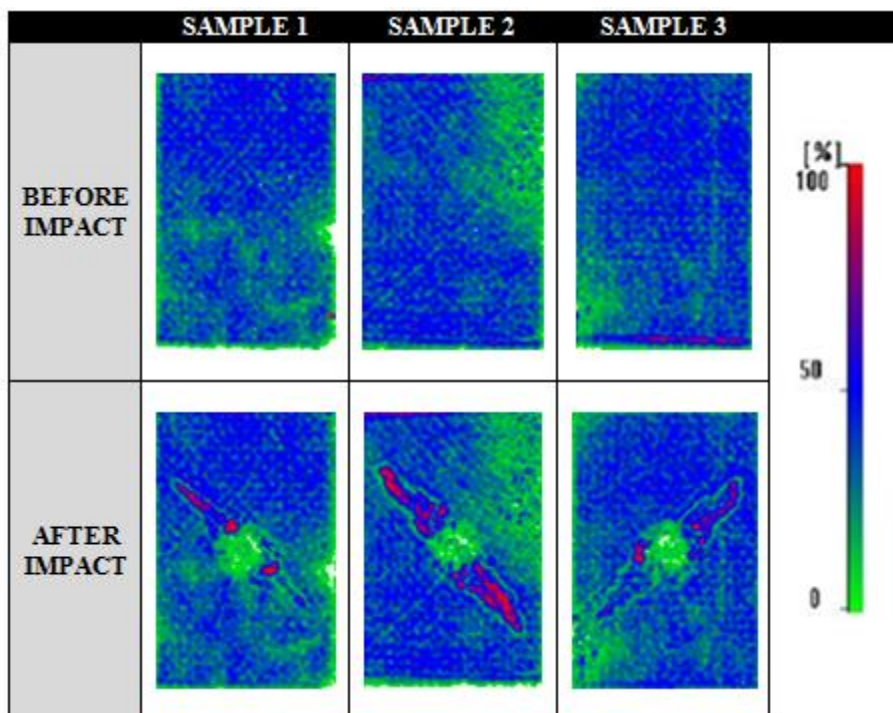 SAMPLE 1 SAMPLE 2 SAMPLE 3
BEFORE
IMPACT
AFTER
IMPACT
[%]
100
50
0